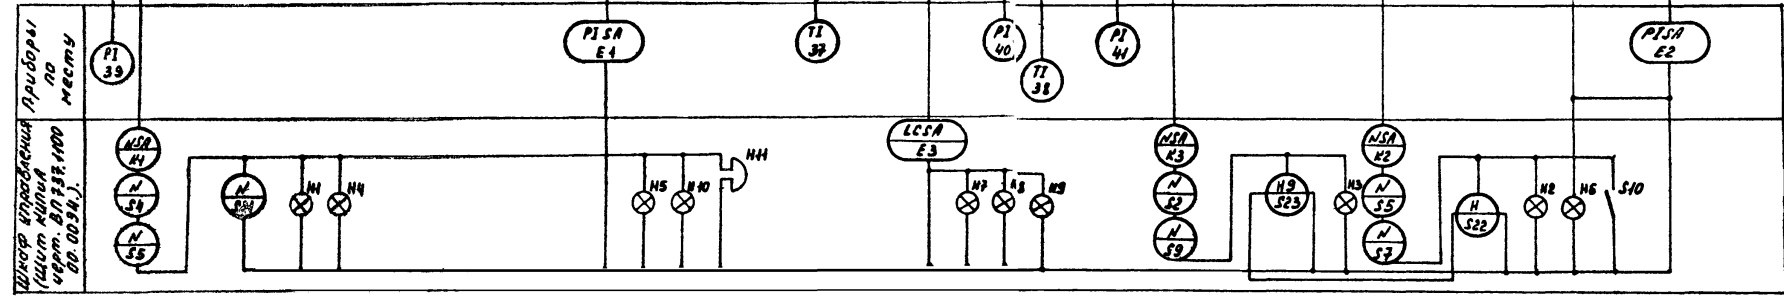 Приборы
по
месту
PI
39
PISA
E1
TI
37
PI
40
TI
38
PI
41
PISA
E2
Шкаф управления
(щит КИПиА
черт. ВЛ737.1100
00.00ЭН.).
NSA
K1
N
S4
N
S5
N
H1
H4
H5
H10
H11
LCSA
E3
H7
H8
H9
NSA
K3
N
S2
N
S9
H9
S23
H3
NSA
K2
N
S5
N
S7
H
S22
H2
H6
S10